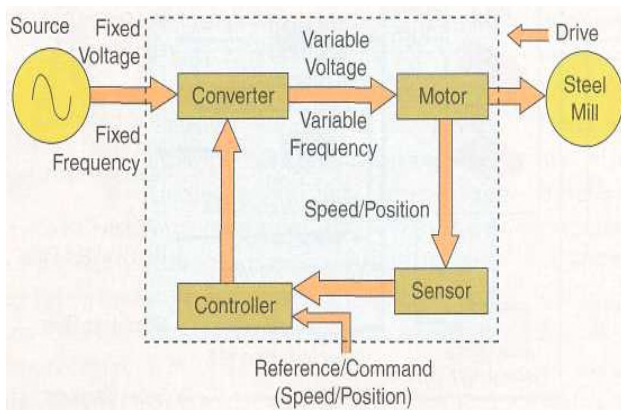 Source
Fixed
Voltage
Fixed
Frequency
Converter
Variable
Voltage
Variable
Frequency
Motor
Drive
Steel
Mill
Speed/Position
Sensor
Controller
Reference/Command
(Speed/Position)